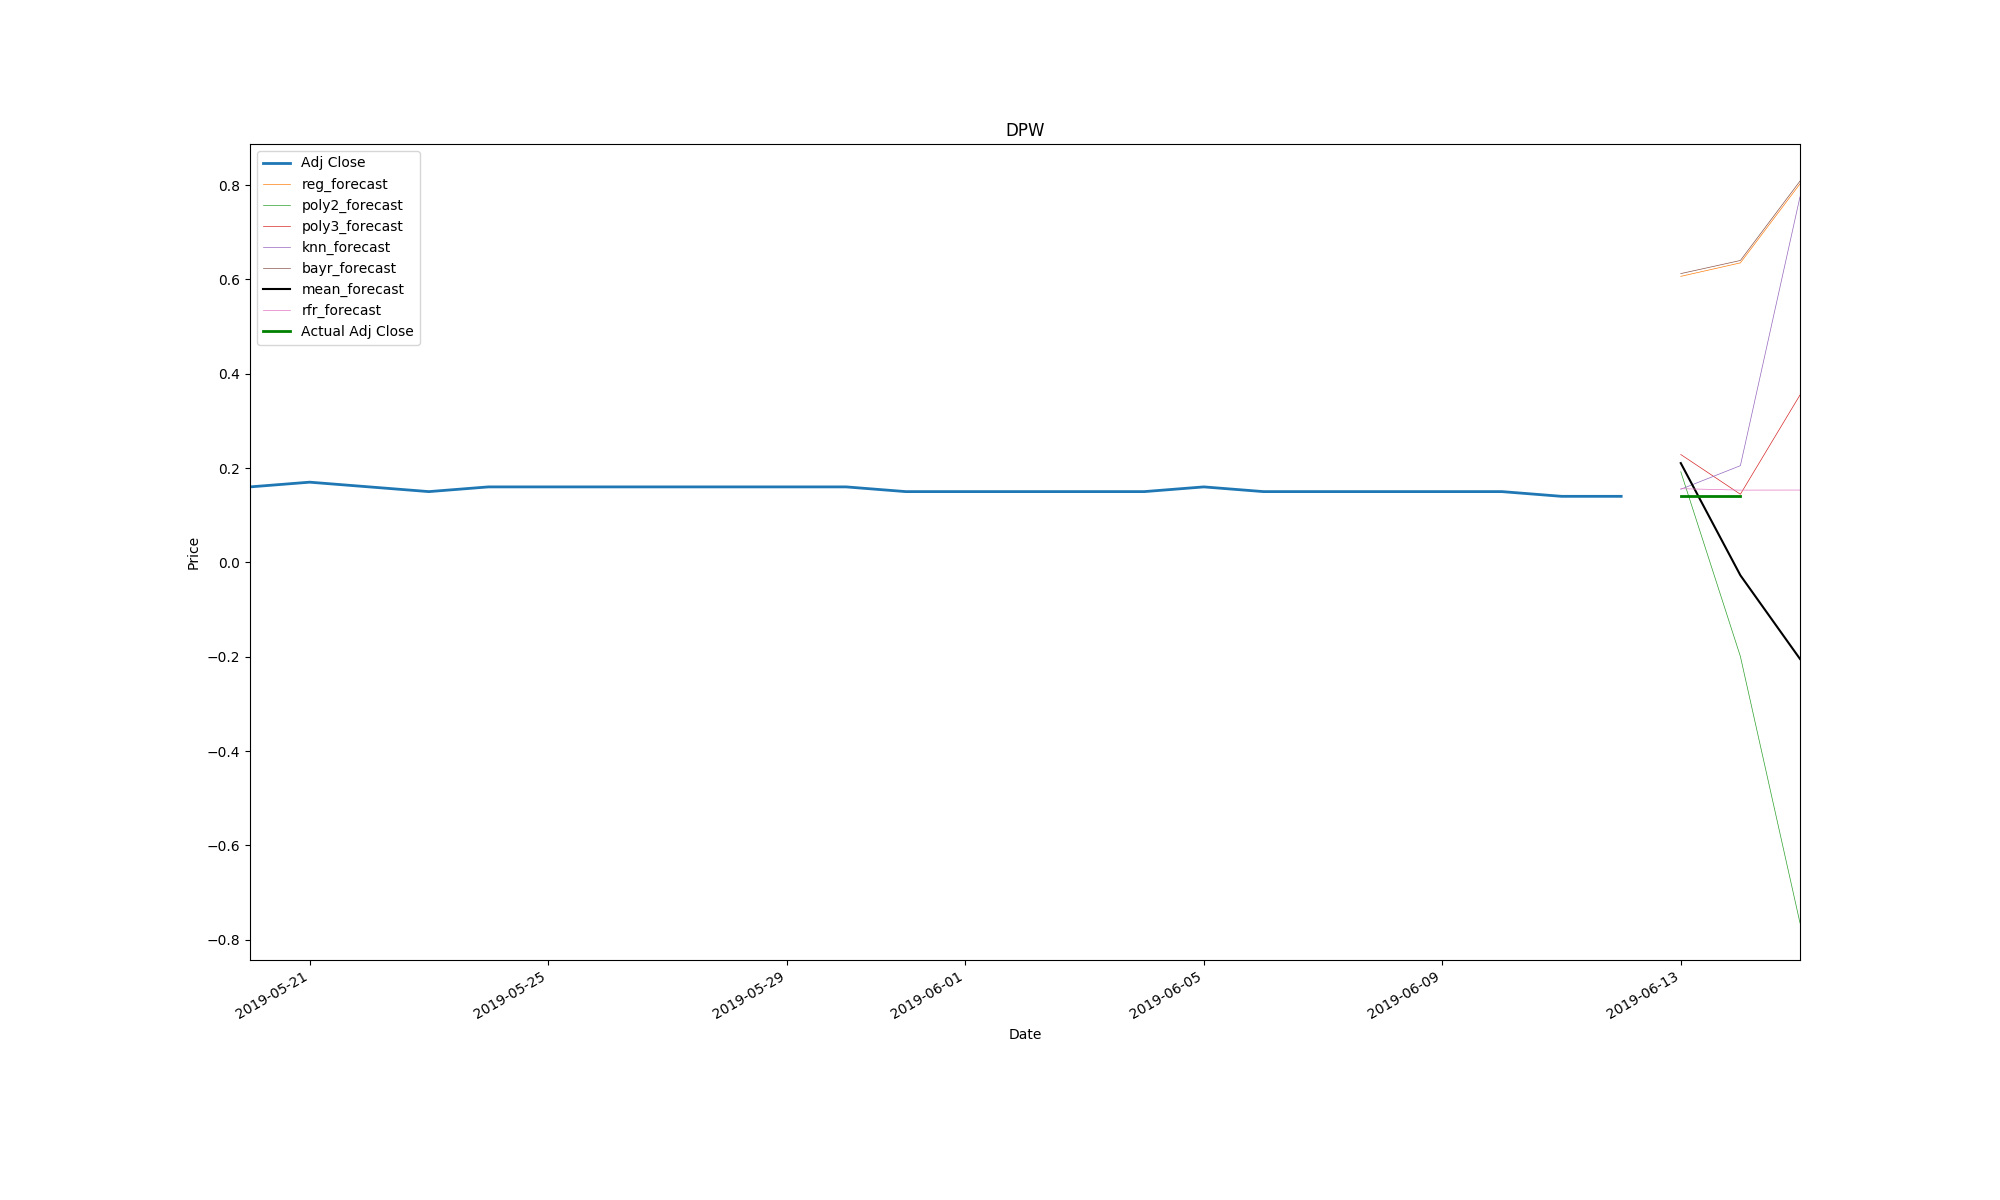 DPW
Adj Close
reg_forecast
poly2_forecast
poly3_forecast
knn_forecast
bayr_forecast
mean_forecast
rfr_forecast
Actual Adj Close
0.8
0.6
0.4
0.2
0.0
−0.2
−0.4
−0.6
−0.8
Price
2019-05-21
2019-05-25
2019-05-29
2019-06-01
2019-06-05
2019-06-09
2019-06-13
Date